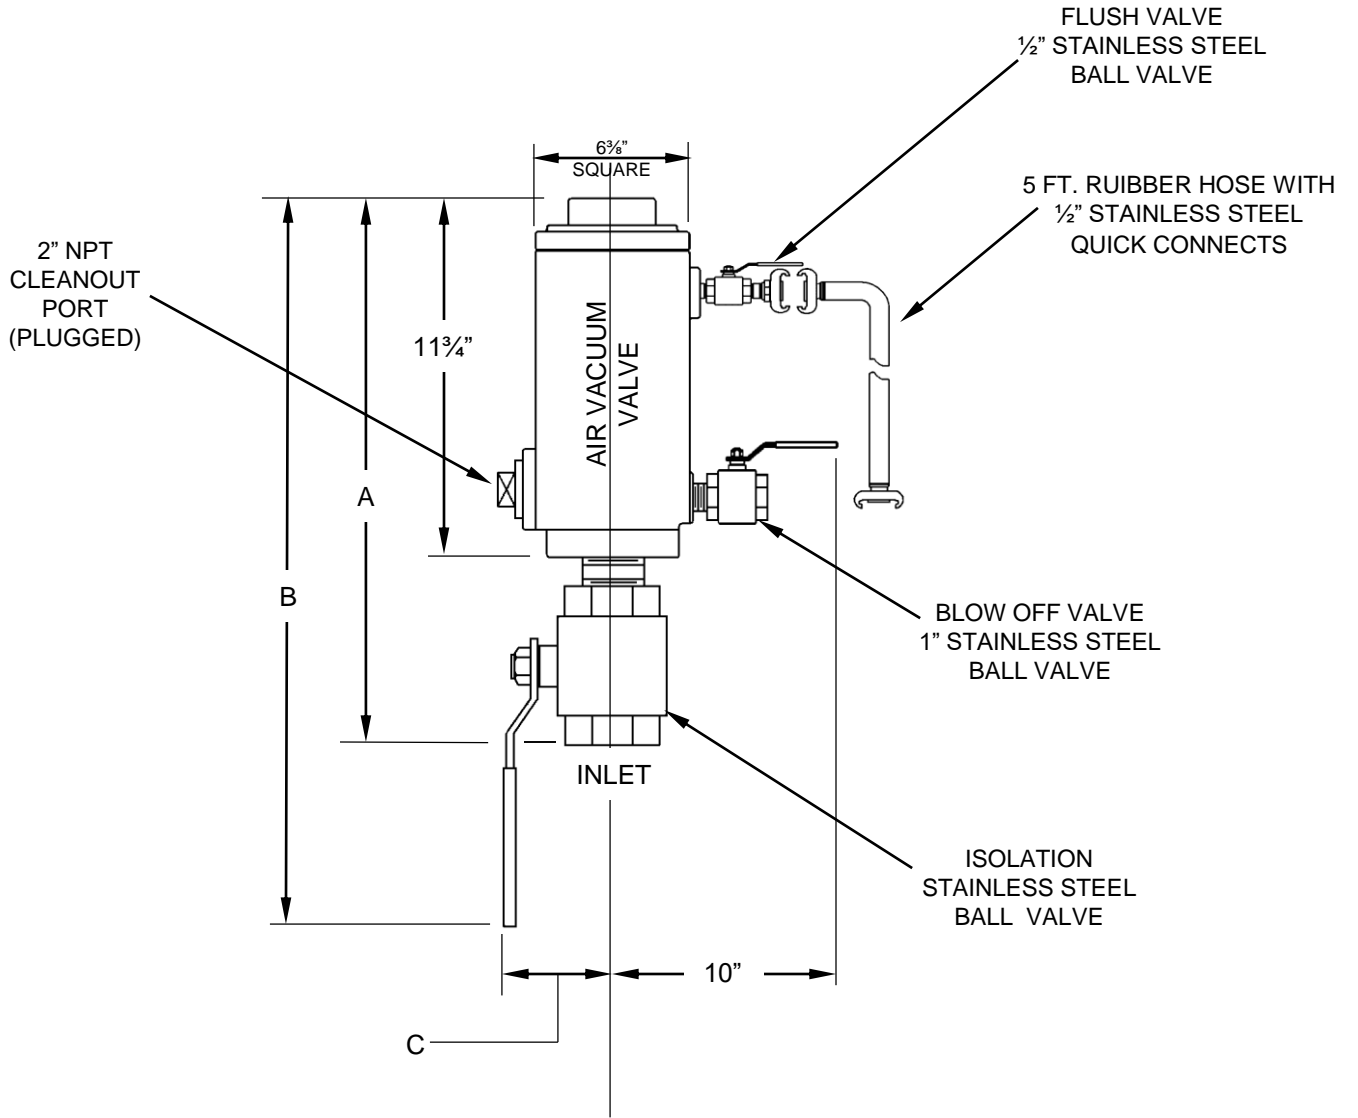 FLUSH VALVE
½” STAINLESS STEEL
BALL VALVE
6⅜”
SQUARE
5 FT. RUIBBER HOSE WITH
½” STAINLESS STEEL
QUICK CONNECTS
2” NPT
CLEANOUT
PORT
(PLUGGED)
11¾”
AIR VACUUM
VALVE
A
B
BLOW OFF VALVE
1” STAINLESS STEEL
BALL VALVE
INLET
ISOLATION
STAINLESS STEEL
BALL VALVE
10”
C